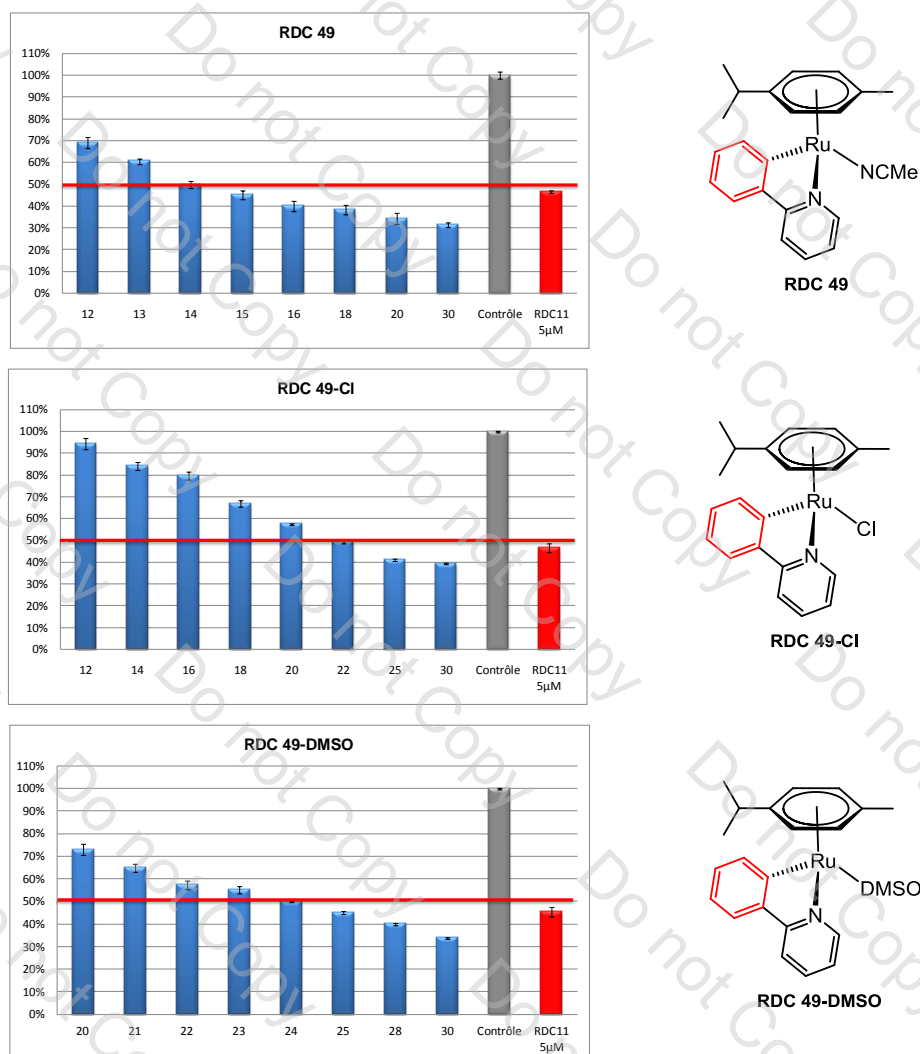 RDC 49
110%
100%
90%
80%
70%
60%
50%
40%
30%
20%
10%
0%
12 13 14 15 16 18 20 30 Contrôle RDC11
5µM
Ru
NCMe
N
RDC 49
RDC 49-Cl
110%
100%
90%
80%
70%
60%
50%
40%
30%
20%
10%
0%
12 14 16 18 20 22 25 30 Contrôle RDC11
5µM
Ru
Cl
N
RDC 49-Cl
RDC 49-DMSO
110%
100%
90%
80%
70%
60%
50%
40%
30%
20%
10%
0%
20 21 22 23 24 25 28 30 Contrôle RDC11
5µM
Ru
DMSO
N
RDC 49-DMSO
Do not Copy